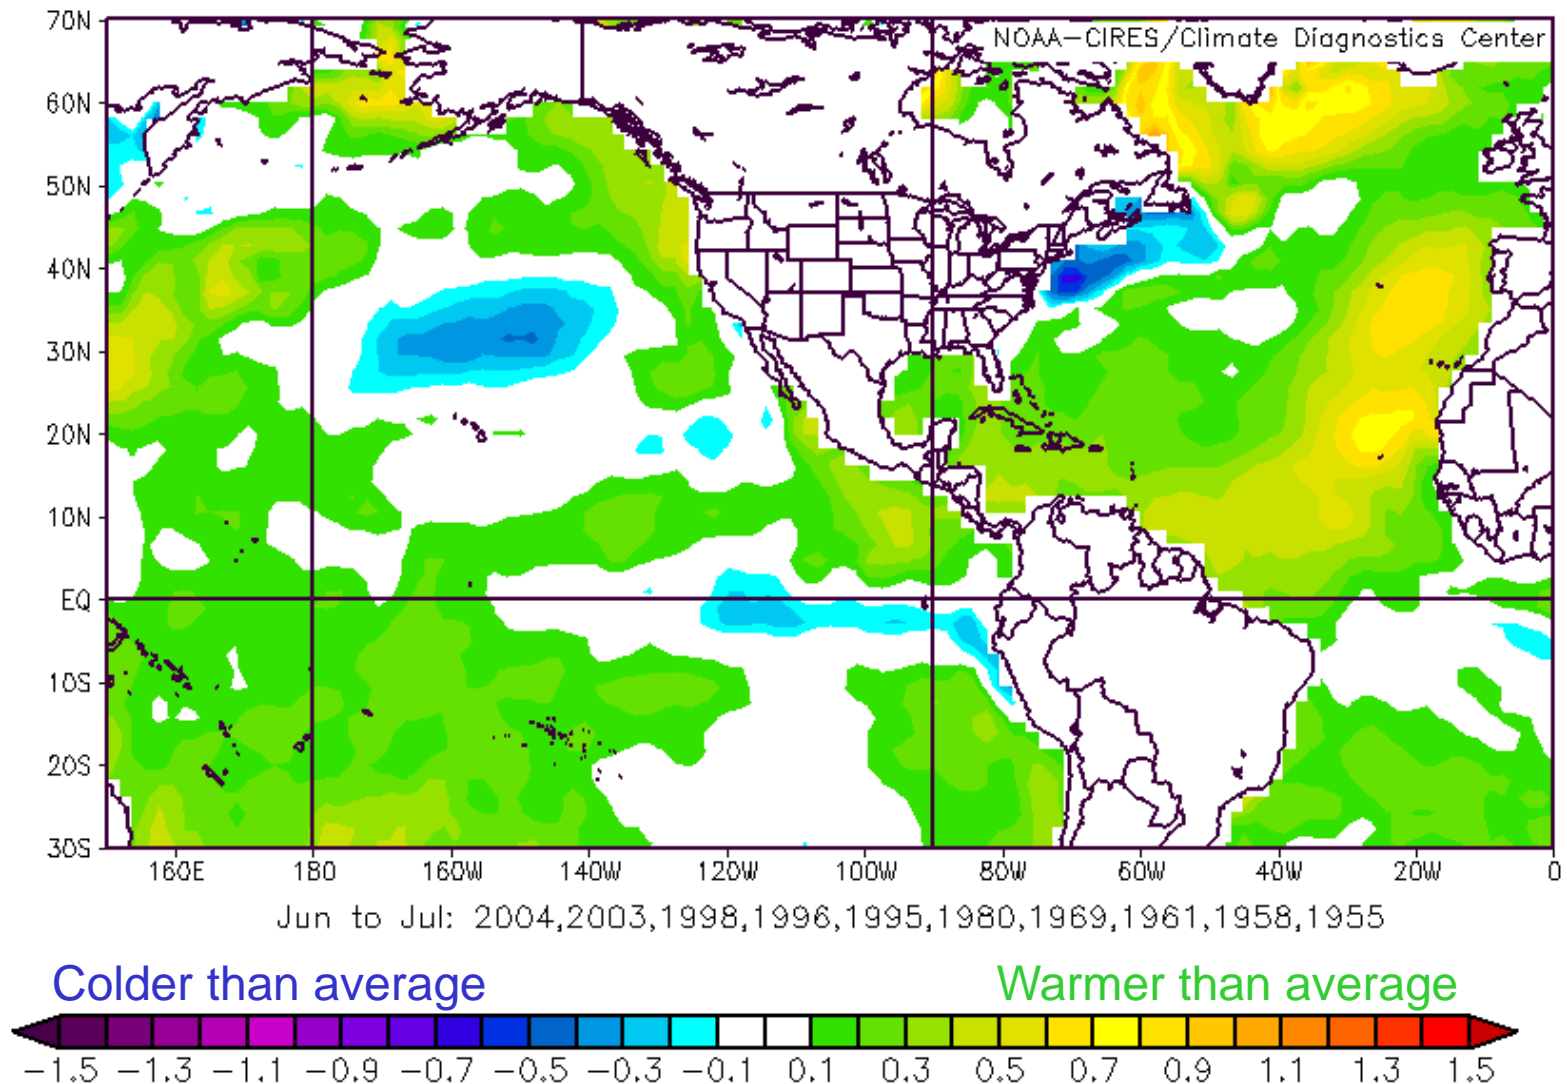 70N
NOAA-CIRES/Climate Diagnostics Center
60N
50N
40N
30N
20N
10N
EQ
10S
20S
30S
160E 180 160W 140W 120W 100W 80W 60W 40W 20W 0
Jun to Jul: 2004,2003,1998,1996,1995,1980,1969,1961,1958,1955
Colder than average Warmer than average
-1.5 -1.3 -1.1 -0.9 -0.7 -0.5 -0.3 -0.1 0.1 0.3 0.5 0.7 0.9 1.1 1.3 1.5